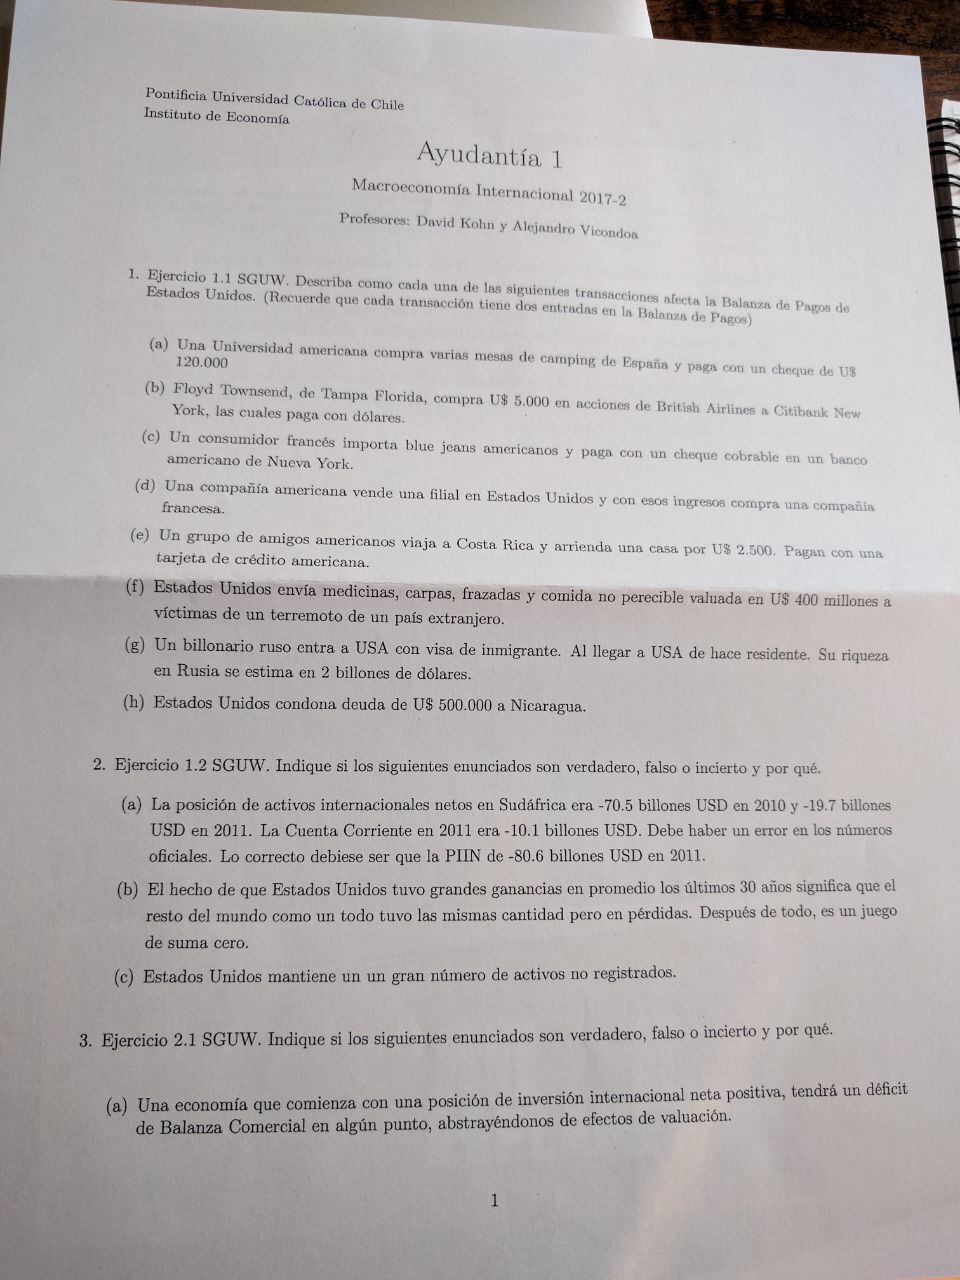 Pontificia Universidad Católica de Chile
Instituto de Economía
Ayudantía 1
Macroeconomía Internacional 2017-2
Profesores: David Kohn y Alejandro Vicondoa
1. Ejercicio 1.1 SGUW. Describa como cada una de las siguientes transacciones afecta la Balanza de Pagos de
Estados Unidos. (Recuerde que cada transacción tiene dos entradas en la Balanza de Pagos)
(a) Una Universidad americana compra varias mesas de camping de España y paga con un cheque de U$
120.000
(b) Floyd Townsend, de Tampa Florida, compra U$ 5.000 en acciones de British Airlines a Citibank New
York, las cuales paga con dólares.
(c) Un consumidor francés importa blue jeans americanos y paga con un cheque cobrable en un banco
americano de Nueva York.
(d) Una compañía americana vende una filial en Estados Unidos y con esos ingresos compra una compañía
francesa.
(e) Un grupo de amigos americanos viaja a Costa Rica y arrienda una casa por U$ 2.500. Pagan con una
tarjeta de crédito americana.
(f) Estados Unidos envía medicinas, carpas, frazadas y comida no perecible valuada en U$ 400 millones a
víctimas de un terremoto de un país extranjero.
(g) Un billonario ruso entra a USA con visa de inmigrante. Al llegar a USA de hace residente. Su riqueza
en Rusia se estima en 2 billones de dólares.
(h) Estados Unidos condona deuda de U$ 500.000 a Nicaragua.
2. Ejercicio 1.2 SGUW. Indique si los siguientes enunciados son verdadero, falso o incierto y por qué.
(a) La posición de activos internacionales netos en Sudáfrica era -70.5 billones USD en 2010 y -19.7 billones
USD en 2011. La Cuenta Corriente en 2011 era -10.1 billones USD. Debe haber un error en los números
oficiales. Lo correcto debiese ser que la PIIN de -80.6 billones USD en 2011.
(b) El hecho de que Estados Unidos tuvo grandes ganancias en promedio los últimos 30 años significa que el
resto del mundo como un todo tuvo las mismas cantidad pero en pérdidas. Después de todo, es un juego
de suma cero.
(c) Estados Unidos mantiene un un gran número de activos no registrados.
3. Ejercicio 2.1 SGUW. Indique si los siguientes enunciados son verdadero, falso o incierto y por qué.
(a) Una economía que comienza con una posición de inversión internacional neta positiva, tendrá un déficit
de Balanza Comercial en algún punto, abstrayéndonos de efectos de valuación.
1